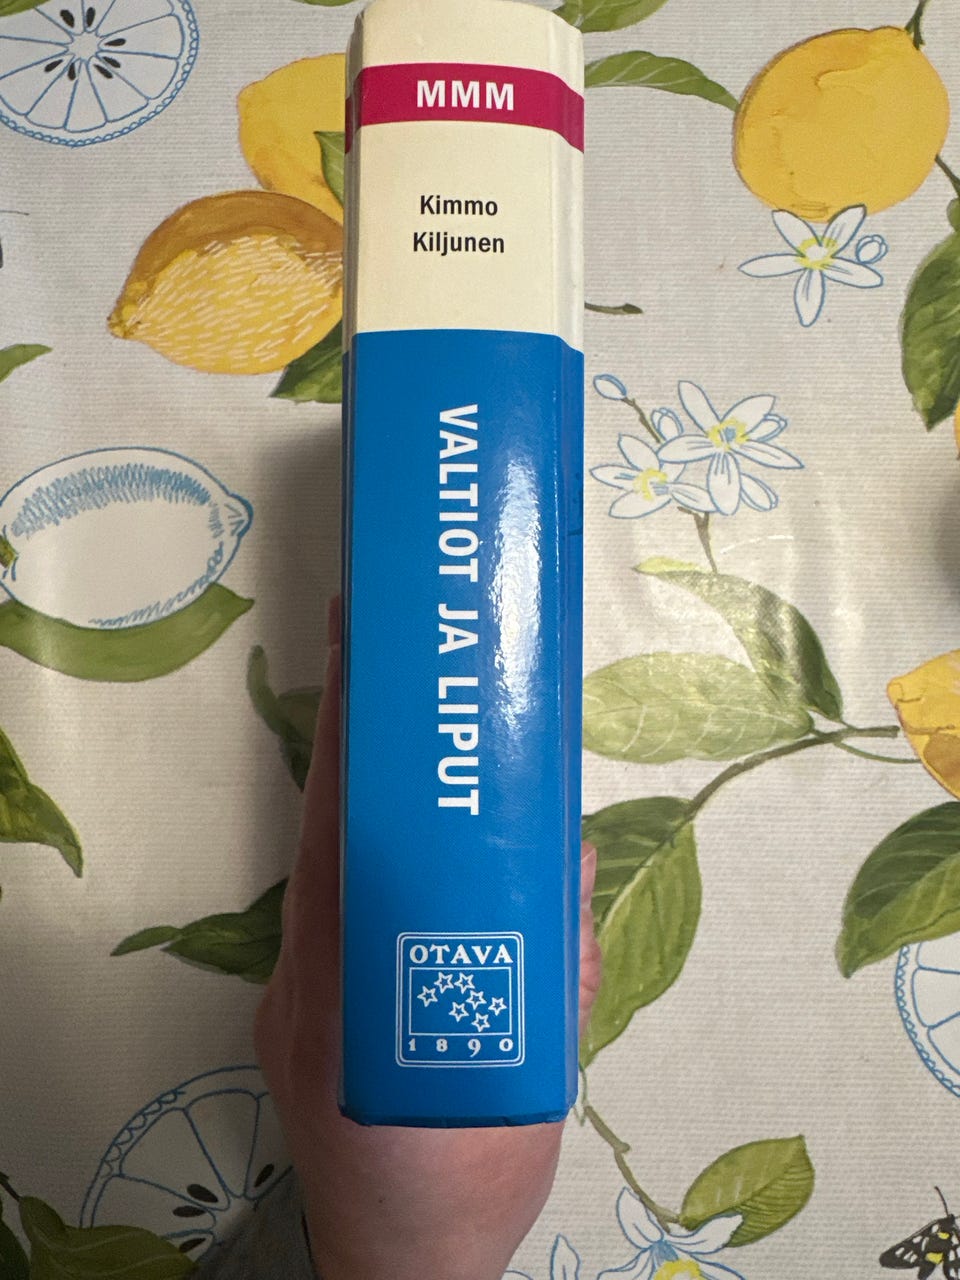 MMM
Kimmo
Kiljunen
VALTIOT JA LIPUT
OTAVA
1890